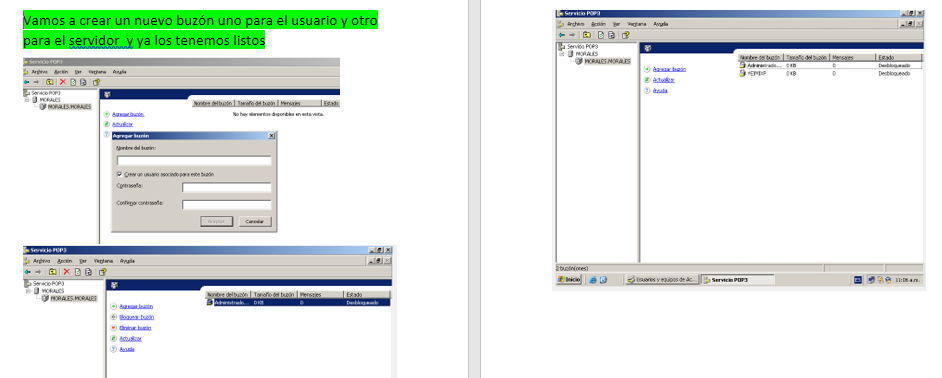 Vamos a crear un nuevo buzón uno para el usuario y otro
para el servidor y ya los tenemos listos
Servicio POP3
Archivo Acción Ver Ventana Ayuda
Servicio POP3
MORALES
MORALES.MORALES
Nombre del buzón Tamaño del buzón Mensajes Estado
Agregar buzón
No hay elementos disponibles en esta vista.
Actualizar
Agregar buzón
Nombre del buzón:
Crear un usuario asociado para este buzón
Contraseña:
Confirmar contraseña:
Aceptar Cancelar
Servicio POP3
Archivo Acción Ver Ventana Ayuda
Servicio POP3
MORALES
MORALES.MORALES
Nombre del buzón Tamaño del buzón Mensajes Estado
Administrado... 0 KB 0 Desbloqueado
Agregar buzón
Bloquear buzón
Eliminar buzón
Actualizar
Ayuda
Servicio POP3
Archivo Acción Ver Ventana Ayuda
Servicio POP3
MORALES
MORALES.MORALES
Nombre del buzón Tamaño del buzón Mensajes Estado
Administrado... 0 KB 0 Desbloqueado
YEIMIXP 0 KB 0 Desbloqueado
Agregar buzón
Actualizar
Ayuda
2 buzón(ones)
Inicio
Usuarios y equipos de Ac...
Servicio POP3
ES
11:06 a.m.